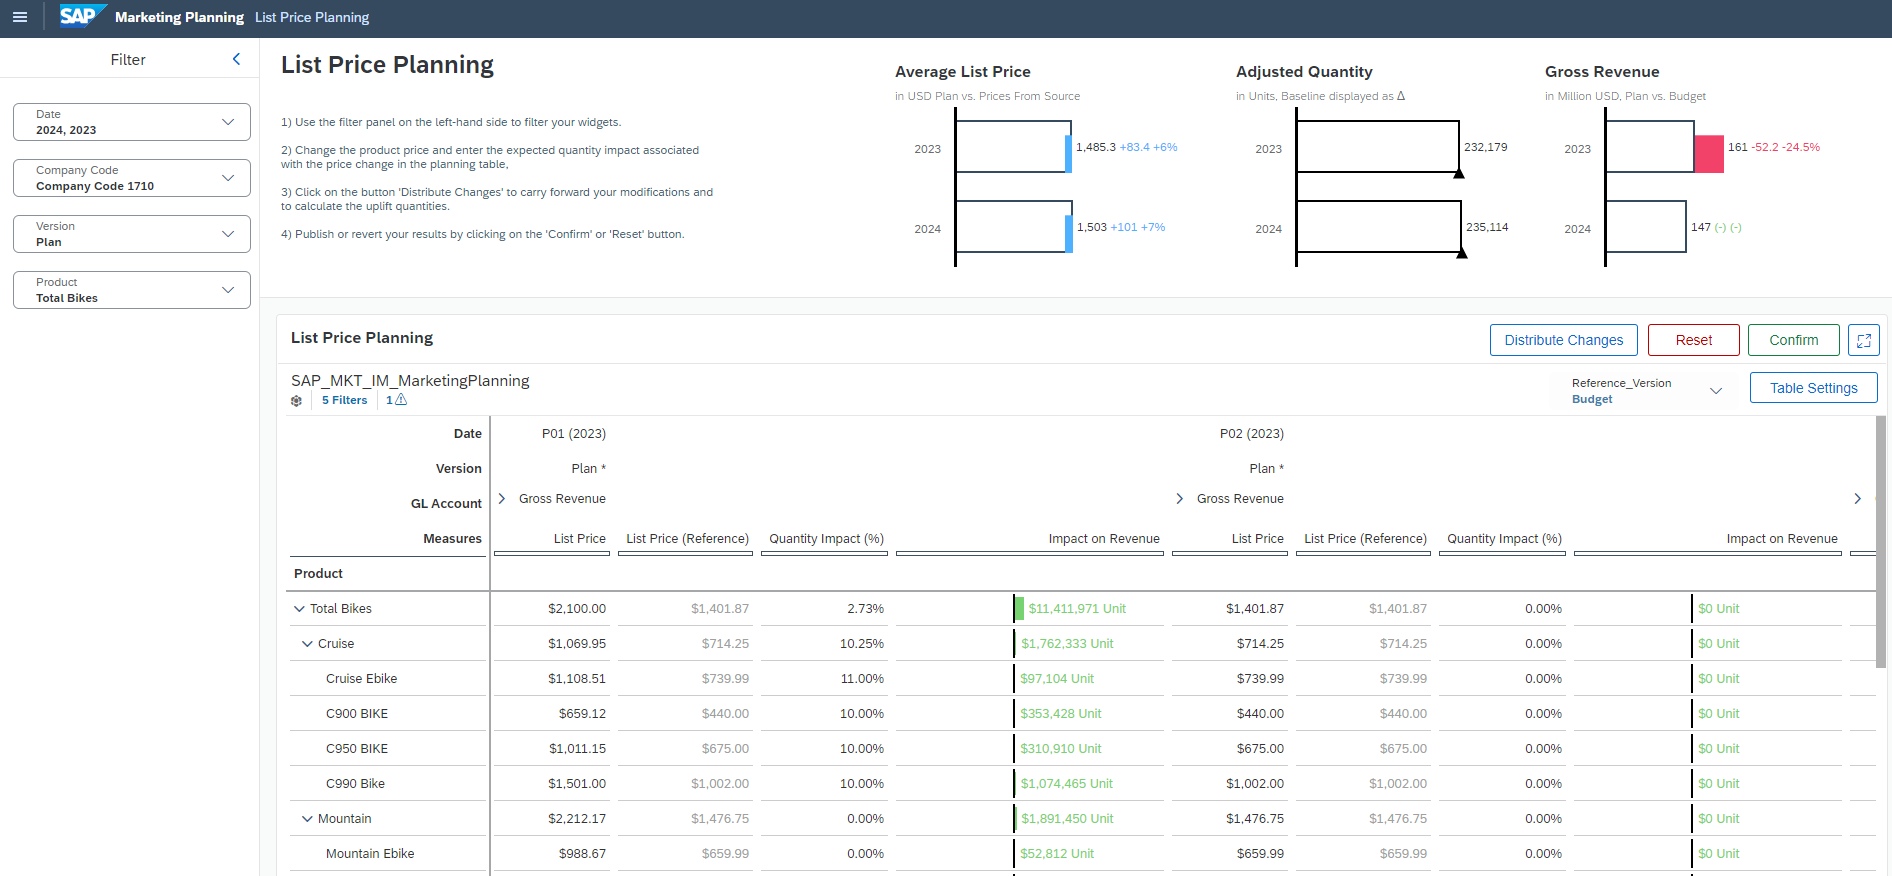 SAP Marketing Planning List Price Planning
Filter
Date
2024, 2023
Company Code
Company Code 1710
Version
Plan
Product
Total Bikes
List Price Planning
1) Use the filter panel on the left-hand side to filter your widgets.
2) Change the product price and enter the expected quantity impact associated
with the price change in the planning table,
3) Click on the button 'Distribute Changes' to carry forward your modifications and
to calculate the uplift quantities.
4) Publish or revert your results by clicking on the 'Confirm' or 'Reset' button.
Average List Price
in USD Plan vs. Prices From Source
2023 1,485.3 +83.4 +6%
2024 1,503 +101 +7%
Adjusted Quantity
in Units, Baseline displayed as Δ
2023 232,179
2024 235,114
Gross Revenue
in Million USD, Plan vs. Budget
2023 161 -52.2 -24.5%
2024 147 (-) (-)
List Price Planning
Distribute Changes Reset Confirm
SAP_MKT_IM_MarketingPlanning
5 Filters 1
Reference_Version
Budget
Table Settings
Date P01 (2023) P02 (2023)
Version Plan * Plan *
GL Account Gross Revenue Gross Revenue
Measures List Price List Price (Reference) Quantity Impact (%) Impact on Revenue List Price List Price (Reference) Quantity Impact (%) Impact on Revenue
Product
Total Bikes $2,100.00 $1,401.87 2.73% $11,411,971 Unit $1,401.87 $1,401.87 0.00% $0 Unit
Cruise $1,069.95 $714.25 10.25% $1,762,333 Unit $714.25 $714.25 0.00% $0 Unit
Cruise Ebike $1,108.51 $739.99 11.00% $97,104 Unit $739.99 $739.99 0.00% $0 Unit
C900 BIKE $659.12 $440.00 10.00% $353,428 Unit $440.00 $440.00 0.00% $0 Unit
C950 BIKE $1,011.15 $675.00 10.00% $310,910 Unit $675.00 $675.00 0.00% $0 Unit
C990 Bike $1,501.00 $1,002.00 10.00% $1,074,465 Unit $1,002.00 $1,002.00 0.00% $0 Unit
Mountain $2,212.17 $1,476.75 0.00% $1,891,450 Unit $1,476.75 $1,476.75 0.00% $0 Unit
Mountain Ebike $988.67 $659.99 0.00% $52,812 Unit $659.99 $659.99 0.00% $0 Unit